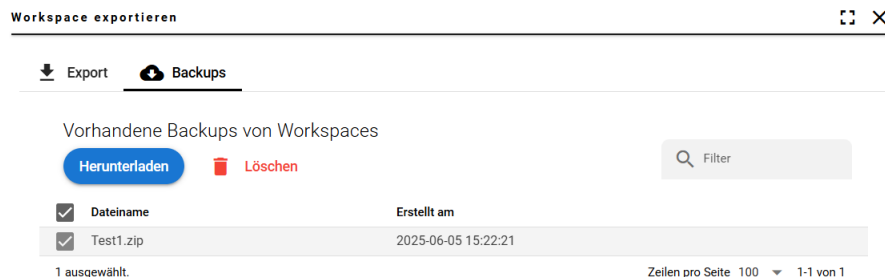 Workspace exportieren
Export Backups
Vorhandene Backups von Workspaces
Herunterladen Löschen Filter
Dateiname Erstellt am
Test1.zip 2025-06-05 15:22:21
1 ausgewählt. Zeilen pro Seite 100 1-1 von 1